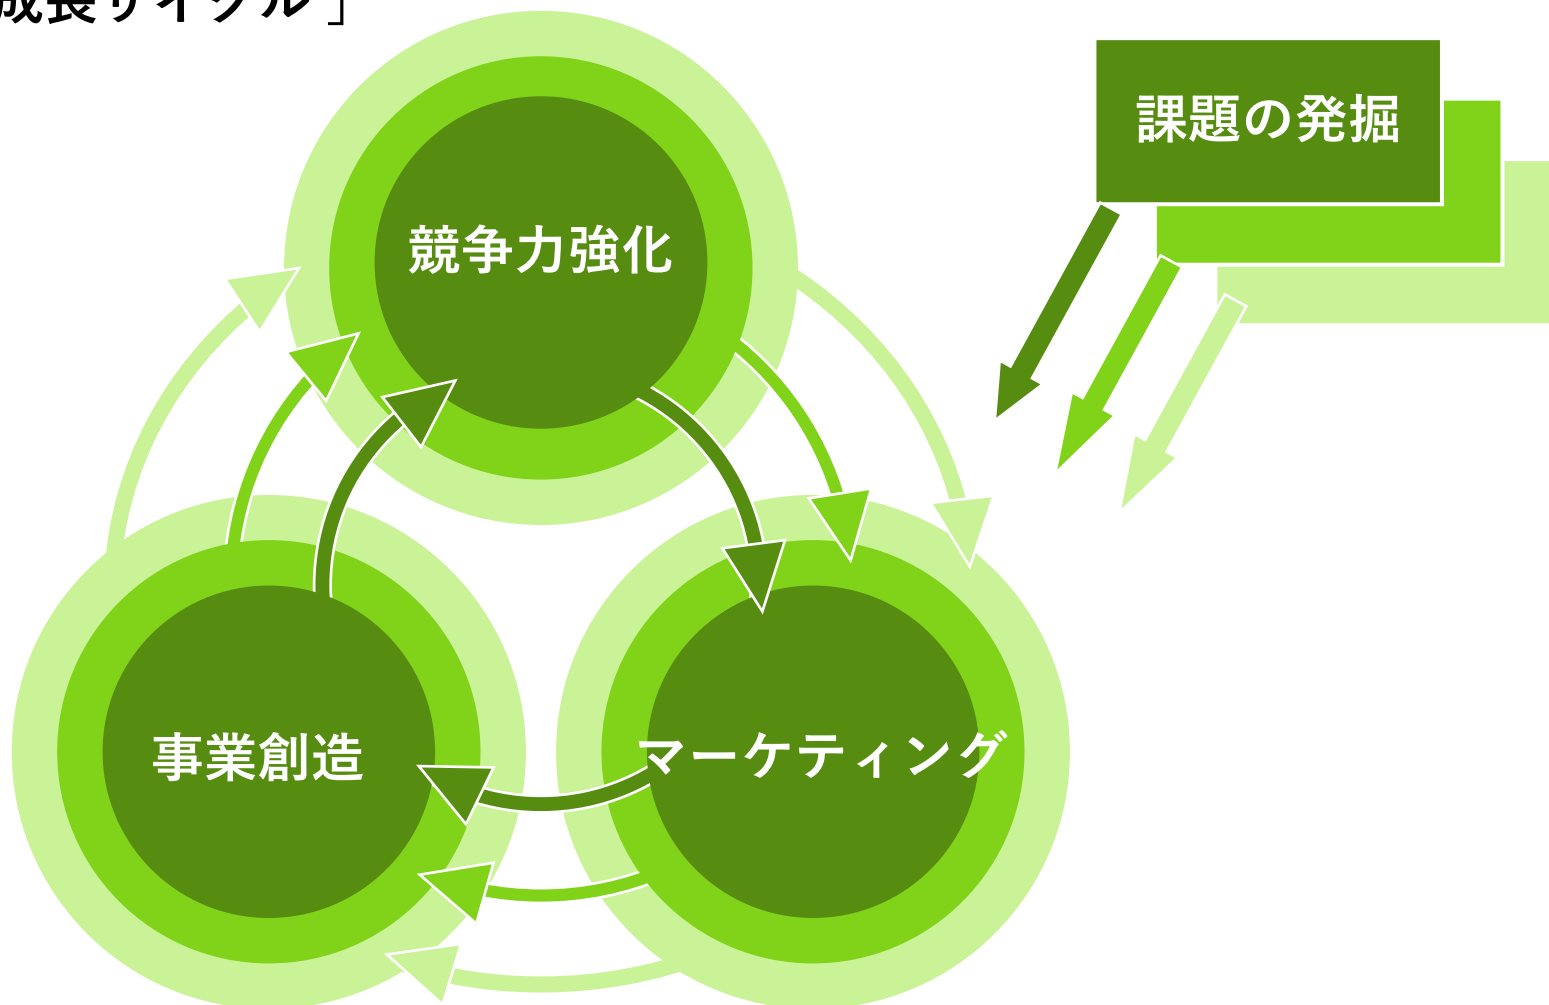 成長サイクル」
課題の発掘
競争力強化
事業創造
マーケティング